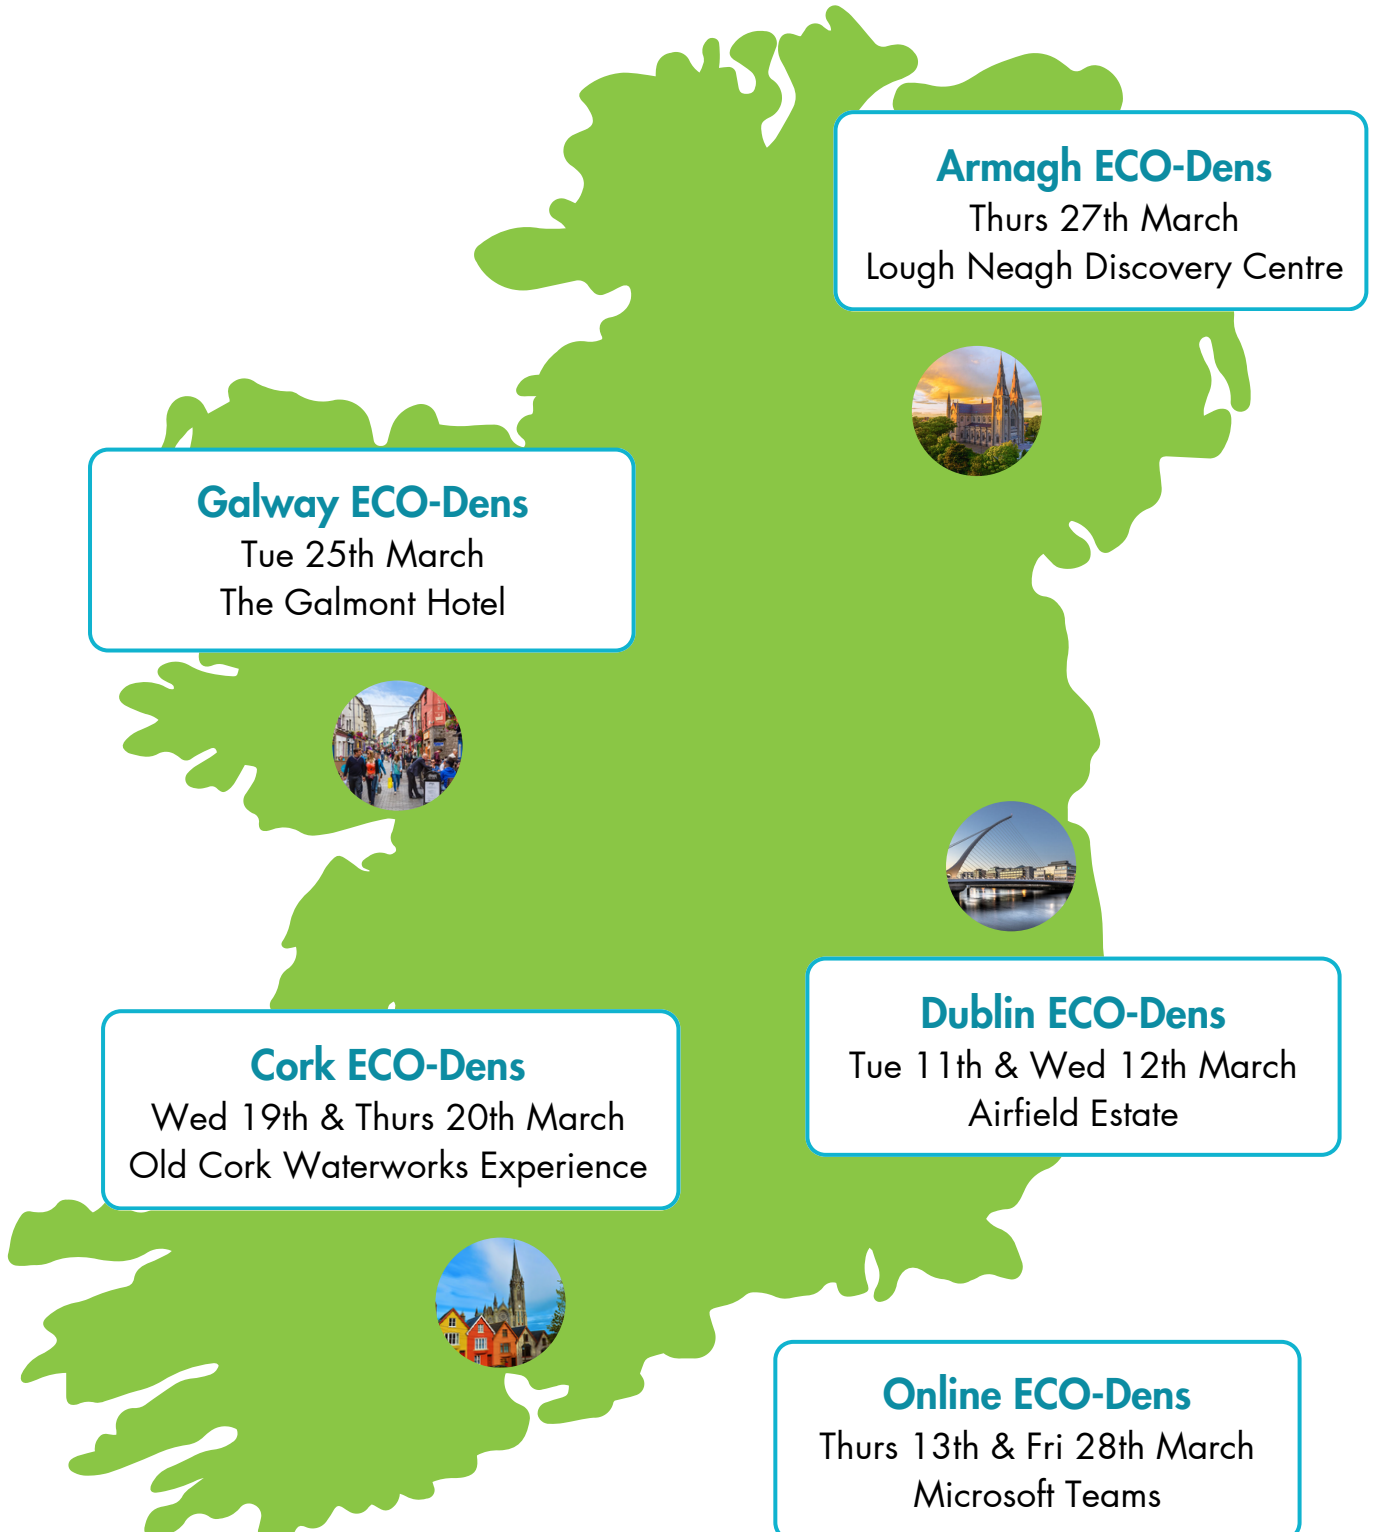 Armagh ECO-Dens
Thurs 27th March
Lough Neagh Discovery Centre
Galway ECO-Dens
Tue 25th March
The Galmont Hotel
Dublin ECO-Dens
Tue 11th & Wed 12th March
Airfield Estate
Cork ECO-Dens
Wed 19th & Thurs 20th March
Old Cork Waterworks Experience
Online ECO-Dens
Thurs 13th & Fri 28th March
Microsoft Teams